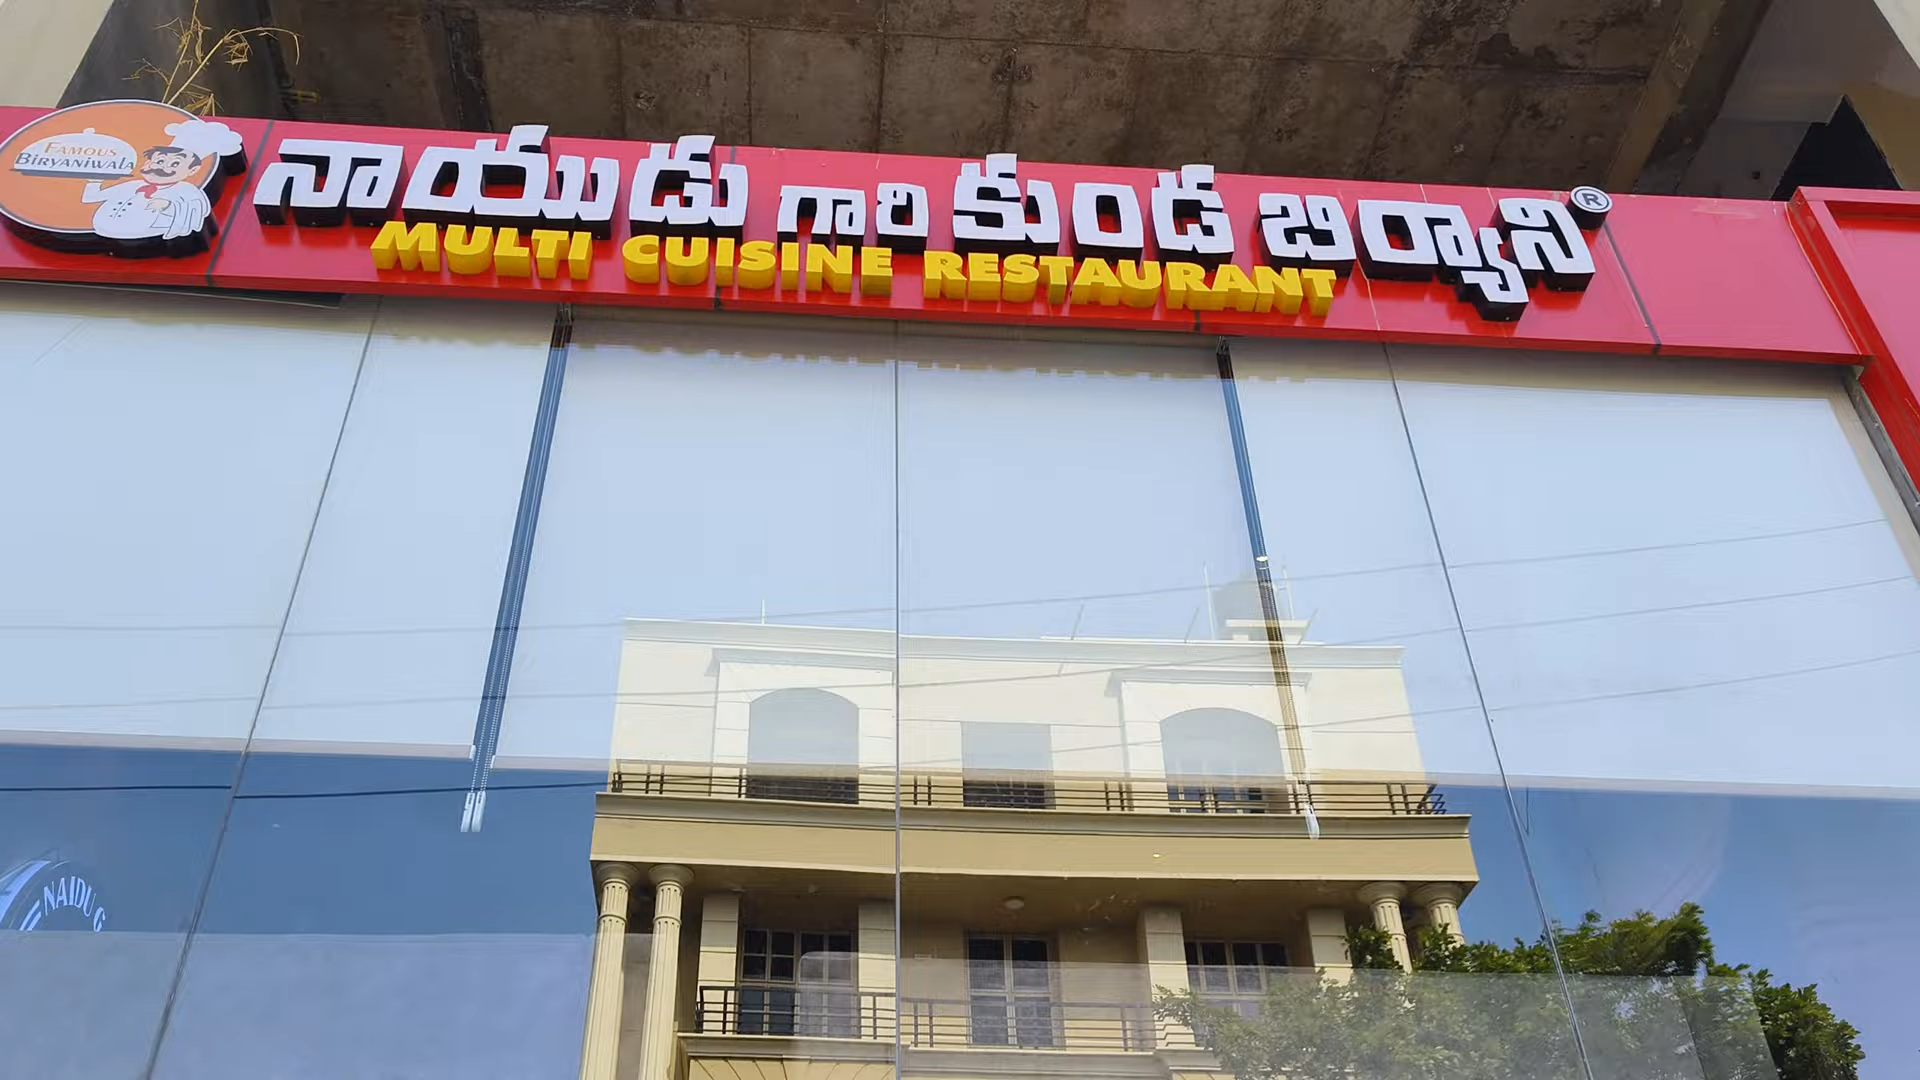 FAMOUS
BIRYANIWALA
నాయుడు గారి కుండ బిర్యాని ®
MULTI CUISINE RESTAURANT
NAIDU